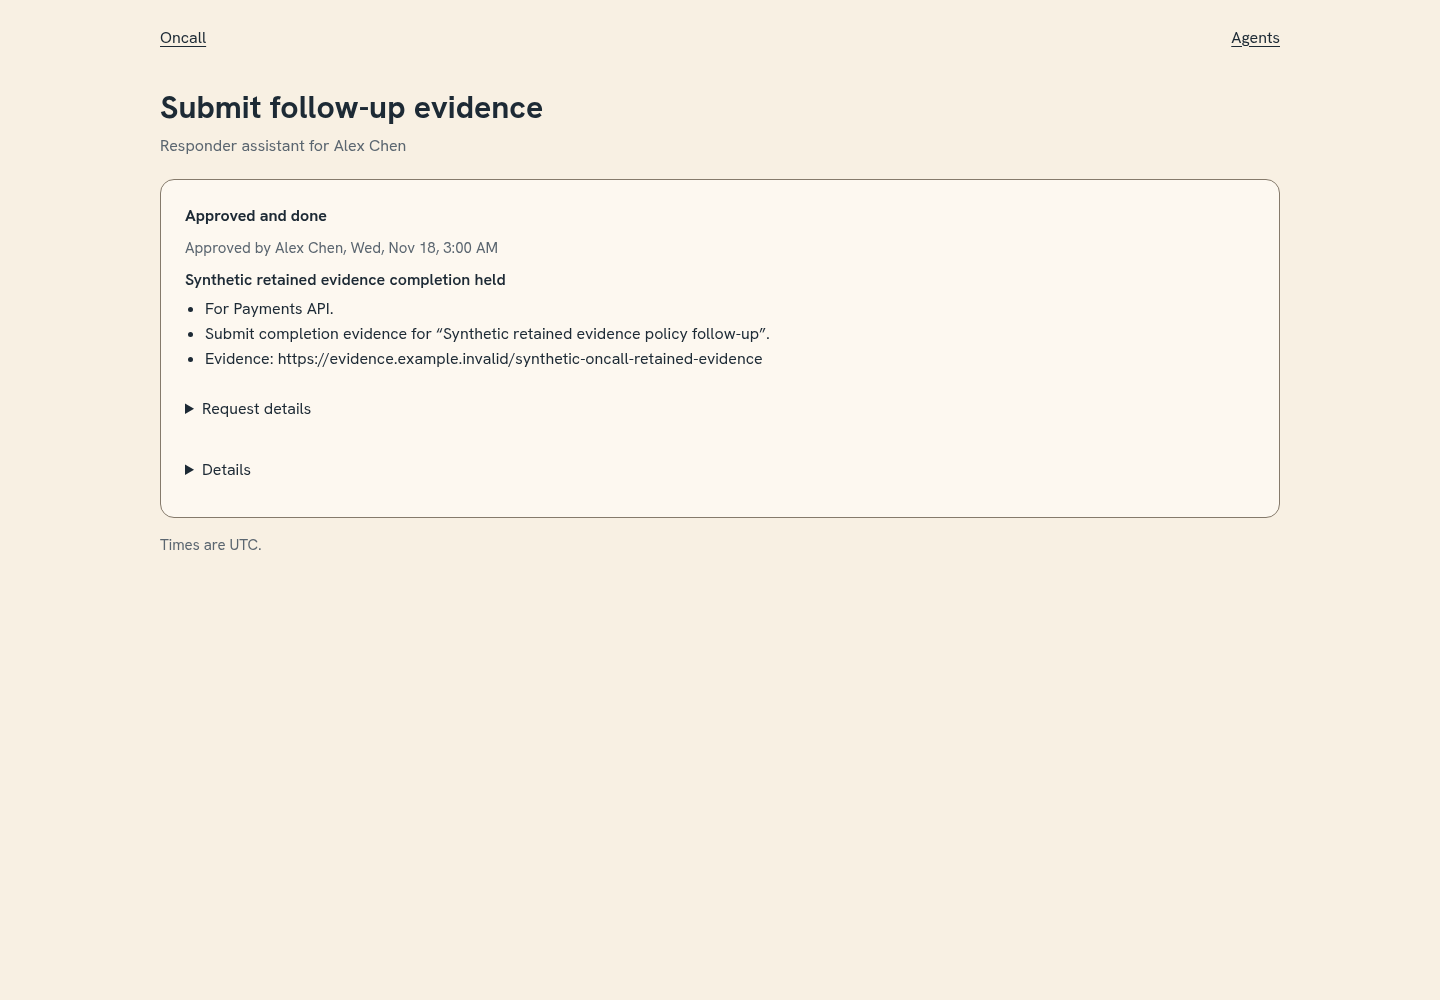 Oncall
Agents
Submit follow-up evidence
Responder assistant for Alex Chen
Approved and done
Approved by Alex Chen, Wed, Nov 18, 3:00 AM
Synthetic retained evidence completion held
For Payments API.
Submit completion evidence for “Synthetic retained evidence policy follow-up”.
Evidence: https://evidence.example.invalid/synthetic-oncall-retained-evidence
Request details
Details
Times are UTC.